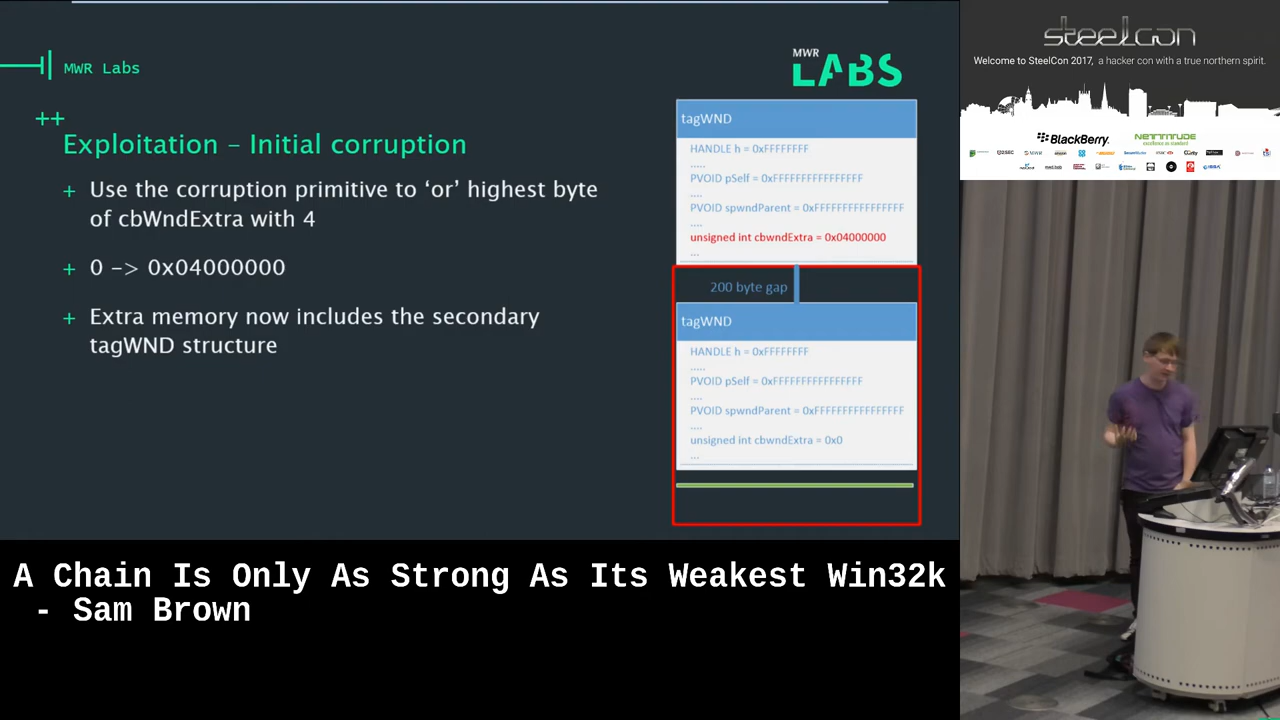 MWR Labs
MWR
LABS
++
Exploitation – Initial corruption
+ Use the corruption primitive to ‘or’ highest byte
of cbWndExtra with 4
+ 0 –> 0x04000000
+ Extra memory now includes the secondary
tagWND structure
tagWND
HANDLE h = 0xFFFFFFFF
.....
PVOID pSelf = 0xFFFFFFFFFFFFFFFF
....
PVOID spwndParent = 0xFFFFFFFFFFFFFFFF
....
unsigned int cbwndExtra = 0x04000000
...
200 byte gap
tagWND
HANDLE h = 0xFFFFFFFF
.....
PVOID pSelf = 0xFFFFFFFFFFFFFFFF
....
PVOID spwndParent = 0xFFFFFFFFFFFFFFFF
....
unsigned int cbwndExtra = 0x0
...
steelcon
Welcome to SteelCon 2017, a hacker con with a true northern spirit.
BlackBerry
NETTITUDE
A Chain Is Only As Strong As Its Weakest Win32k
- Sam Brown